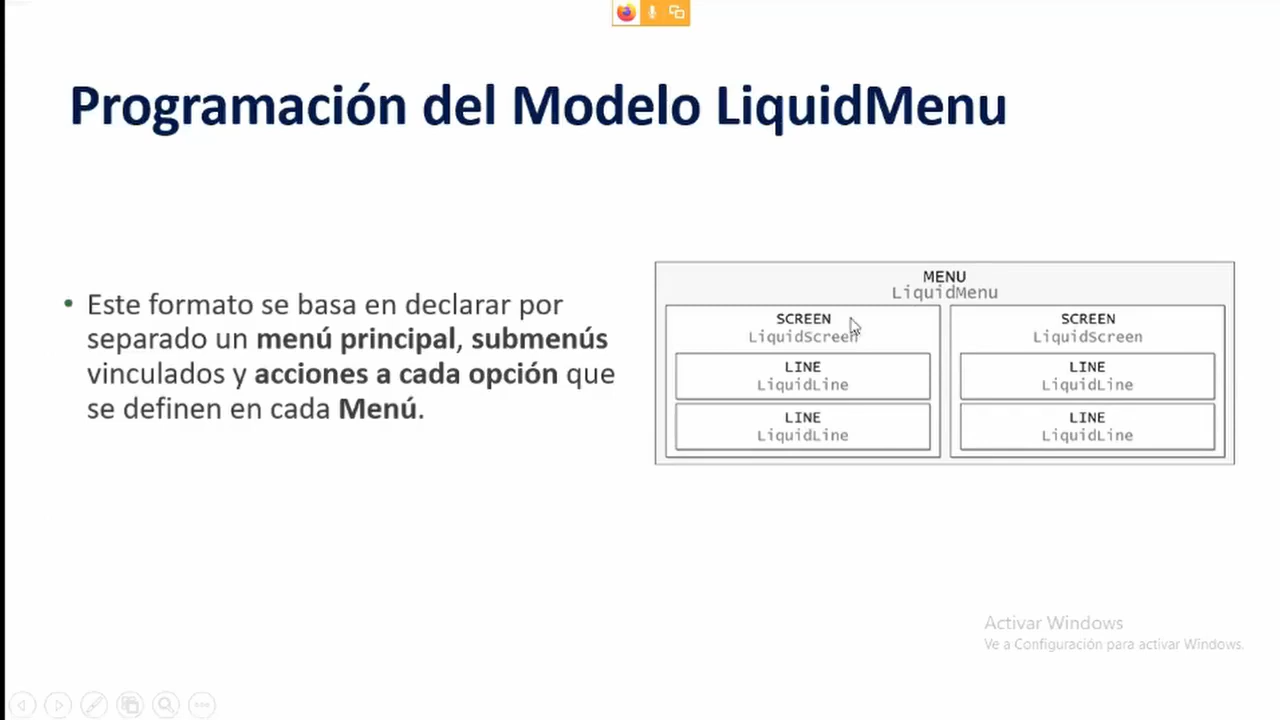 Programación del Modelo LiquidMenu
• Este formato se basa en declarar por
separado un menú principal, submenús
vinculados y acciones a cada opción que
se definen en cada Menú.
MENU
LiquidMenu
SCREEN
LiquidScreen
LINE
LiquidLine
LINE
LiquidLine
SCREEN
LiquidScreen
LINE
LiquidLine
LINE
LiquidLine
Activar Windows
Ve a Configuración para activar Windows.